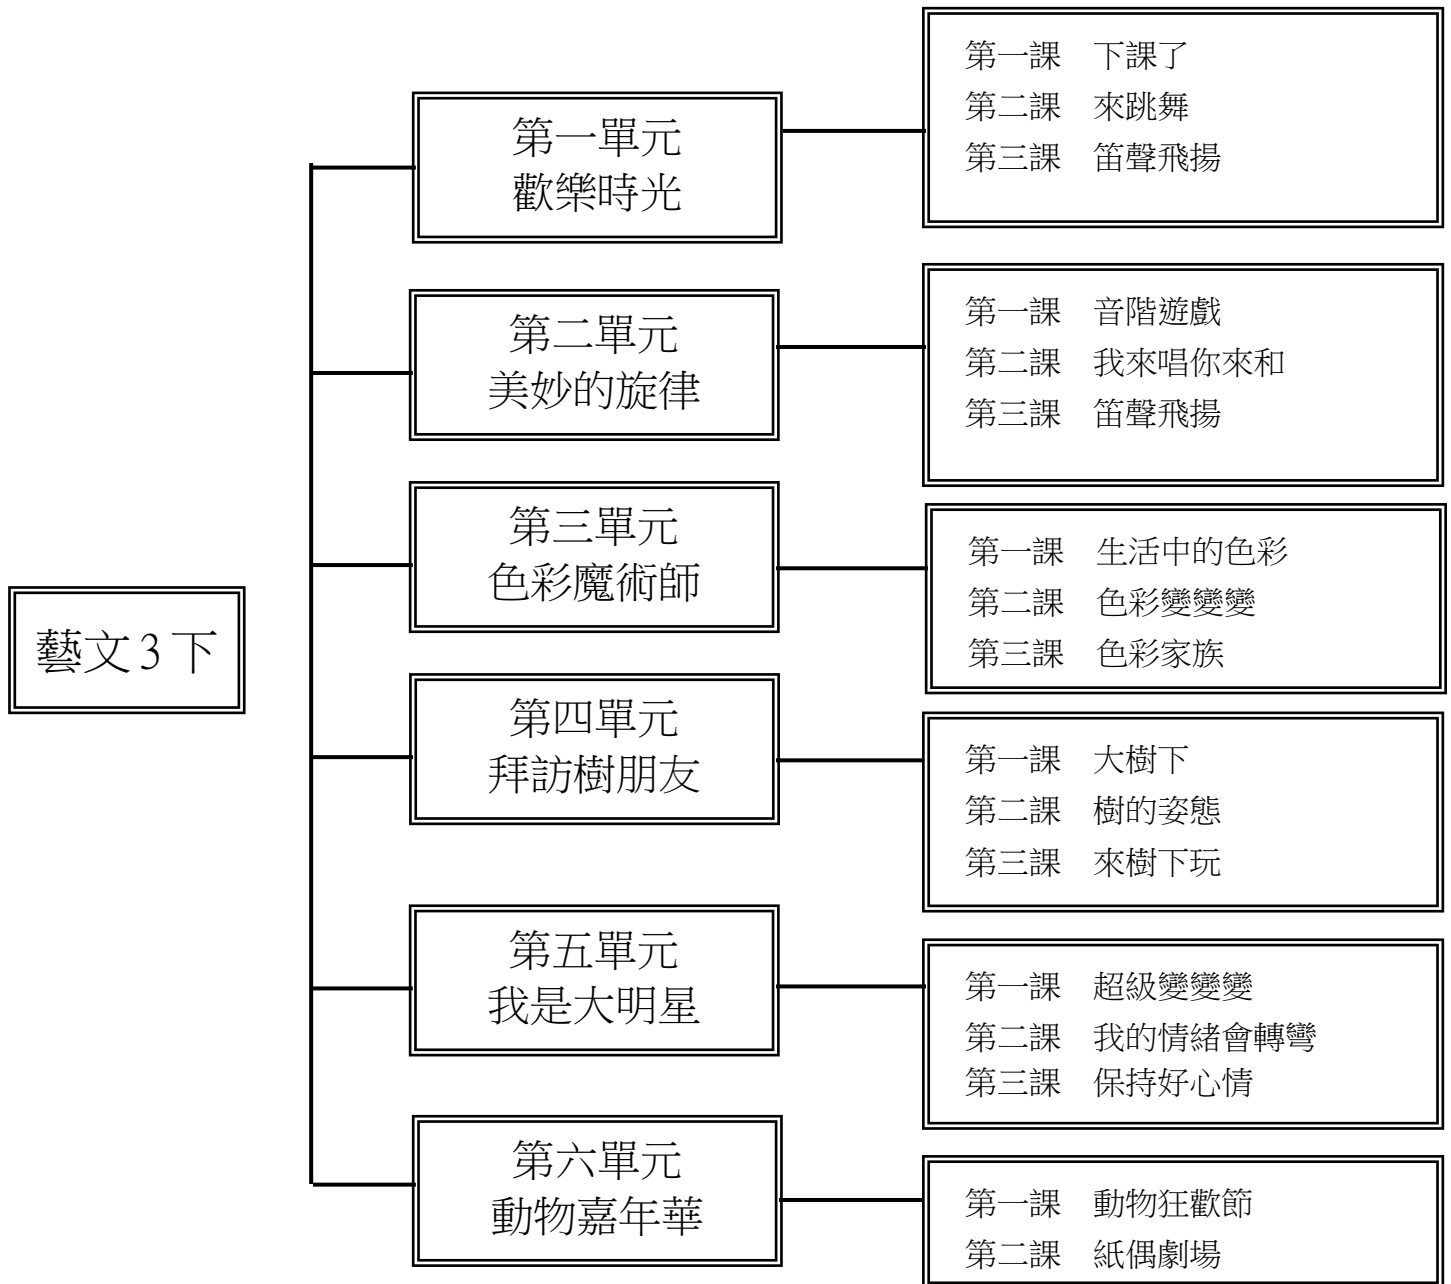 藝文3下
第一單元
歡樂時光
第一課 下課了
第二課 來跳舞
第三課 笛聲飛揚
第二單元
美妙的旋律
第一課 音階遊戲
第二課 我來唱你來和
第三課 笛聲飛揚
第三單元
色彩魔術師
第一課 生活中的色彩
第二課 色彩變變變
第三課 色彩家族
第四單元
拜訪樹朋友
第一課 大樹下
第二課 樹的姿態
第三課 來樹下玩
第五單元
我是大明星
第一課 超級變變變
第二課 我的情緒會轉彎
第三課 保持好心情
第六單元
動物嘉年華
第一課 動物狂歡節
第二課 紙偶劇場